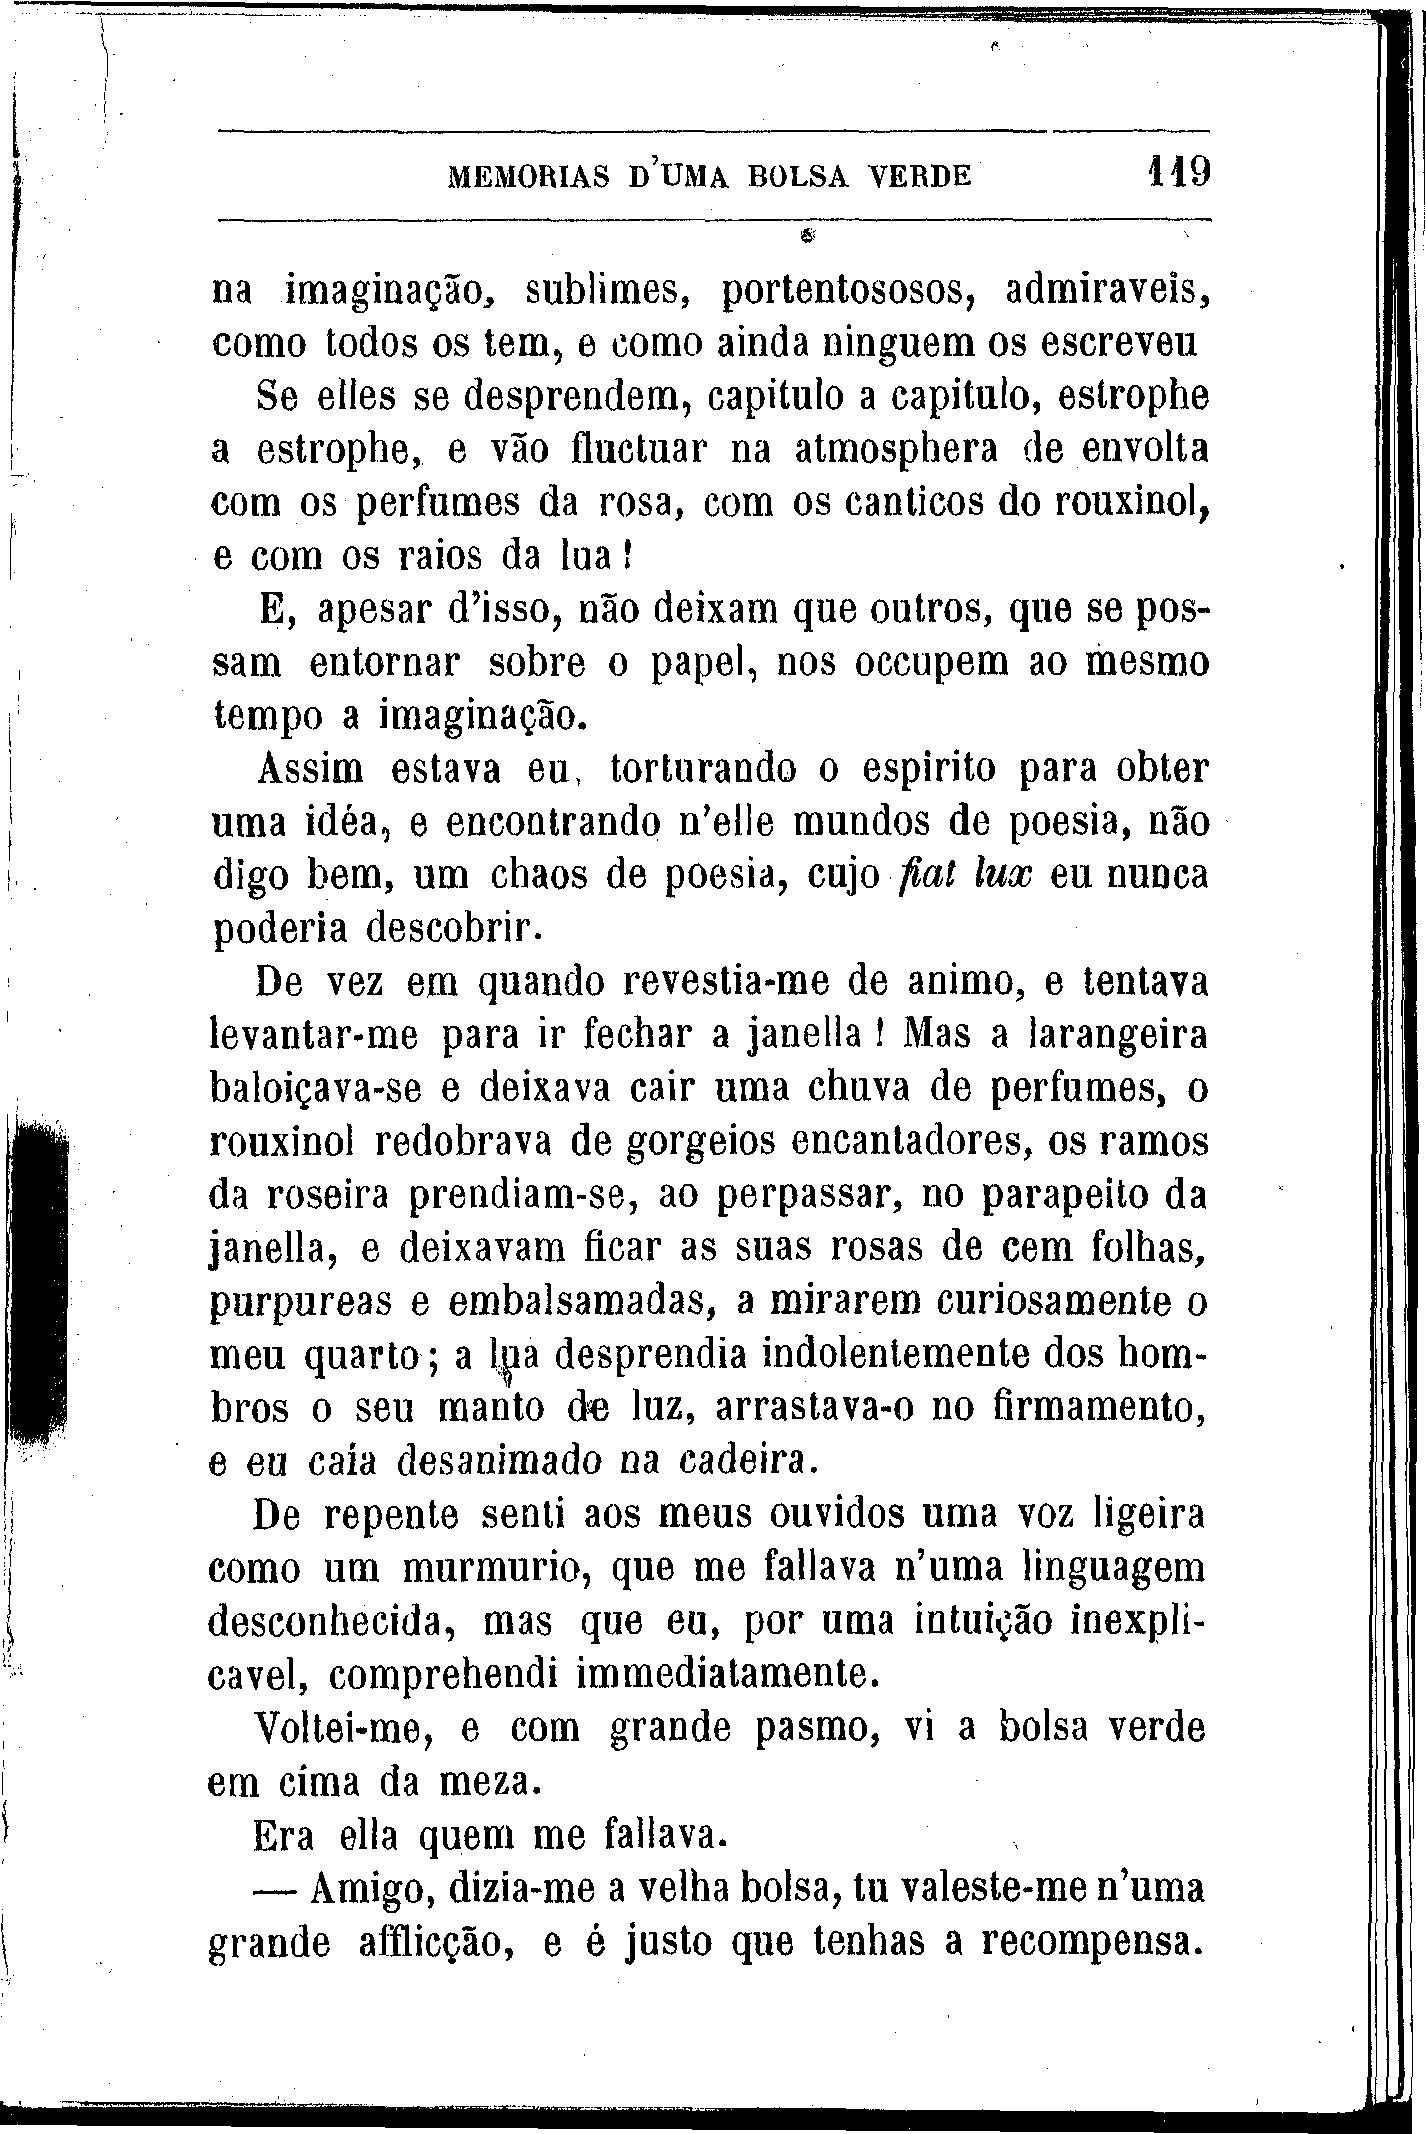 MEMORIAS D'UMA BOLSA VERDE 119
na imaginação, sublimes, portentososos, admiraveis,
como todos os tem, e como ainda ninguem os escreveu
Se elles se desprendem, capitulo a capitulo, estrophe
a estrophe, e vão fluctuar na atmosphera de envolta
com os perfumes da rosa, com os canticos do rouxinol,
e com os raios da lua !
E, apesar d'isso, não deixam que outros, que se pos-
sam entornar sobre o papel, nos occupem ao mesmo
tempo a imaginação.
Assim estava eu, torturando o espirito para obter
uma idéa, e encontrando n'elle mundos de poesia, não
digo bem, um chaos de poesia, cujo fiat lux eu nunca
poderia descobrir.
De vez em quando revestia-me de animo, e tentava
levantar-me para ir fechar a janella ! Mas a larangeira
baloiçava-se e deixava cair uma chuva de perfumes, o
rouxinol redobrava de gorgeios encantadores, os ramos
da roseira prendiam-se, ao perpassar, no parapeito da
janella, e deixavam ficar as suas rosas de cem folhas,
purpureas e embalsamadas, a mirarem curiosamente o
meu quarto; a lua desprendia indolentemente dos hom-
bros o seu manto de luz, arrastava-o no firmamento,
e eu caía desanimado na cadeira.
De repente senti aos meus ouvidos uma voz ligeira
como um murmurio, que me fallava n'uma linguagem
desconhecida, mas que eu, por uma intuição inexpli-
cavel, comprehendi immediatamente.
Voltei-me, e com grande pasmo, vi a bolsa verde
em cima da meza.
Era ella quem me fallava.
— Amigo, dizia-me a velha bolsa, tu valeste-me n'uma
grande afflicção, e é justo que tenhas a recompensa.